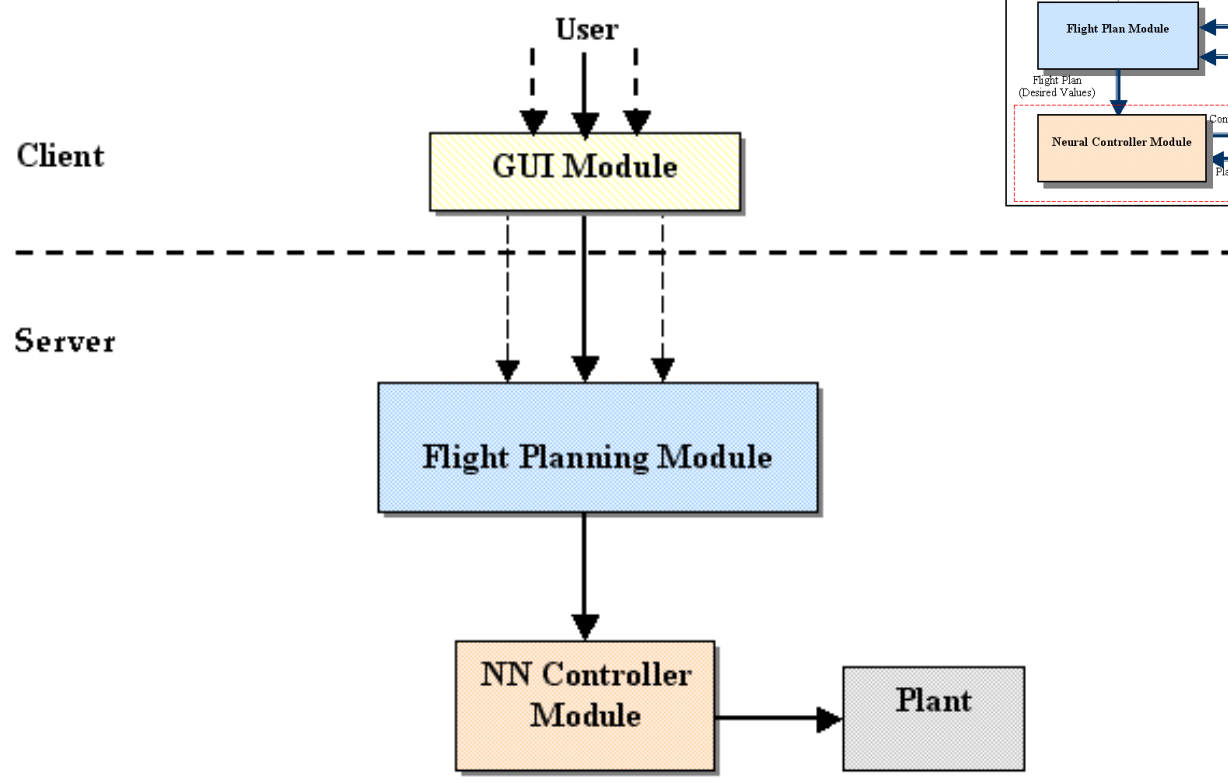 User
Client
GUI Module
Server
Flight Planning Module
NN Controller
Module
Plant
Flight Plan Module
Flight Plan
(Desired Values)
Neural Controller Module